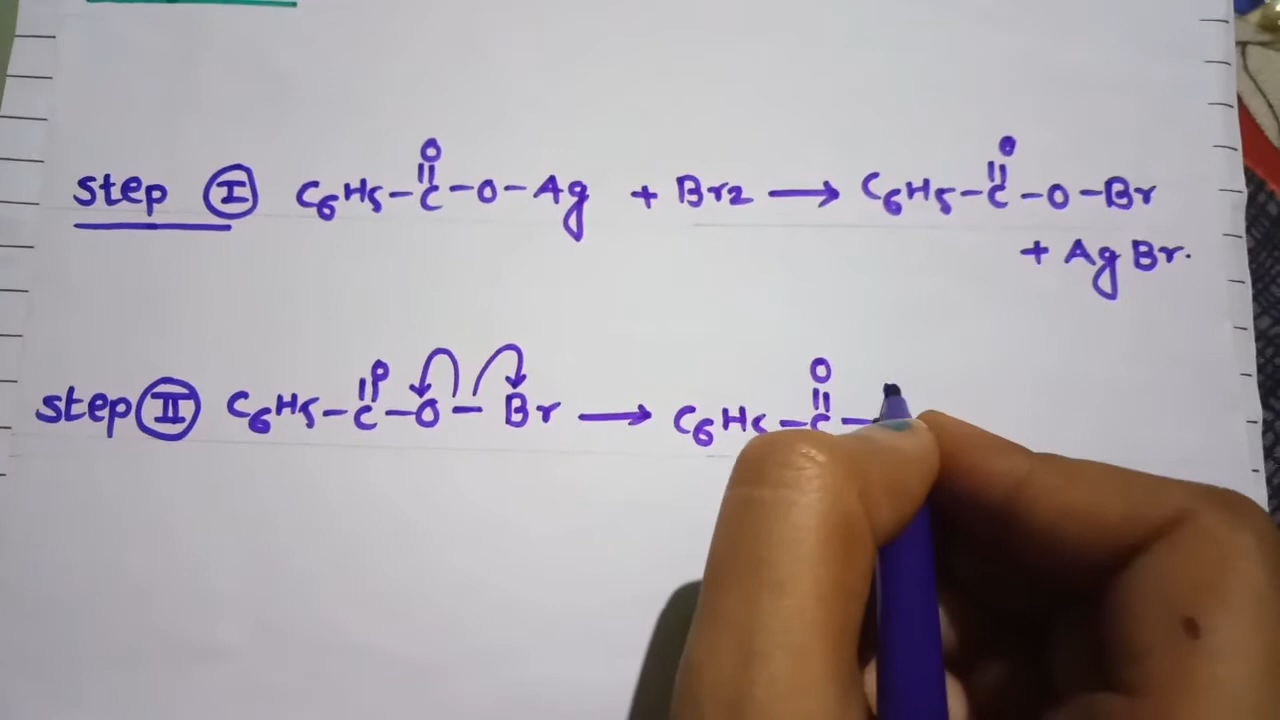 O O
step I C6H5-C-O-Ag + Br2 → C6H5-C-O-Br
+ AgBr.
O O
step II C6H5-C-O-Br → C6H5-C-